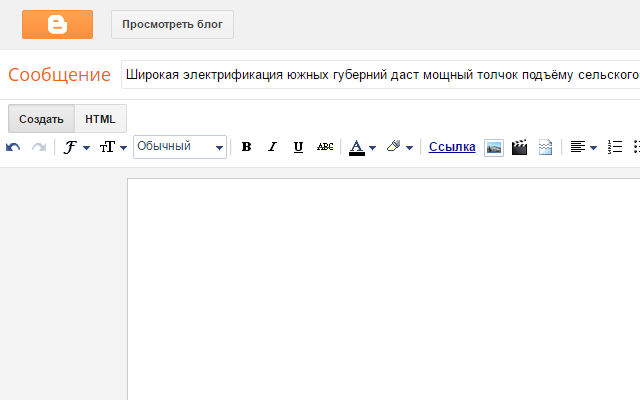 Просмотреть блог
Сообщение Широкая электрификация южных губерний даст мощный толчок подъёму сельского
Создать HTML
Обычный B I U ABC A Ссылка